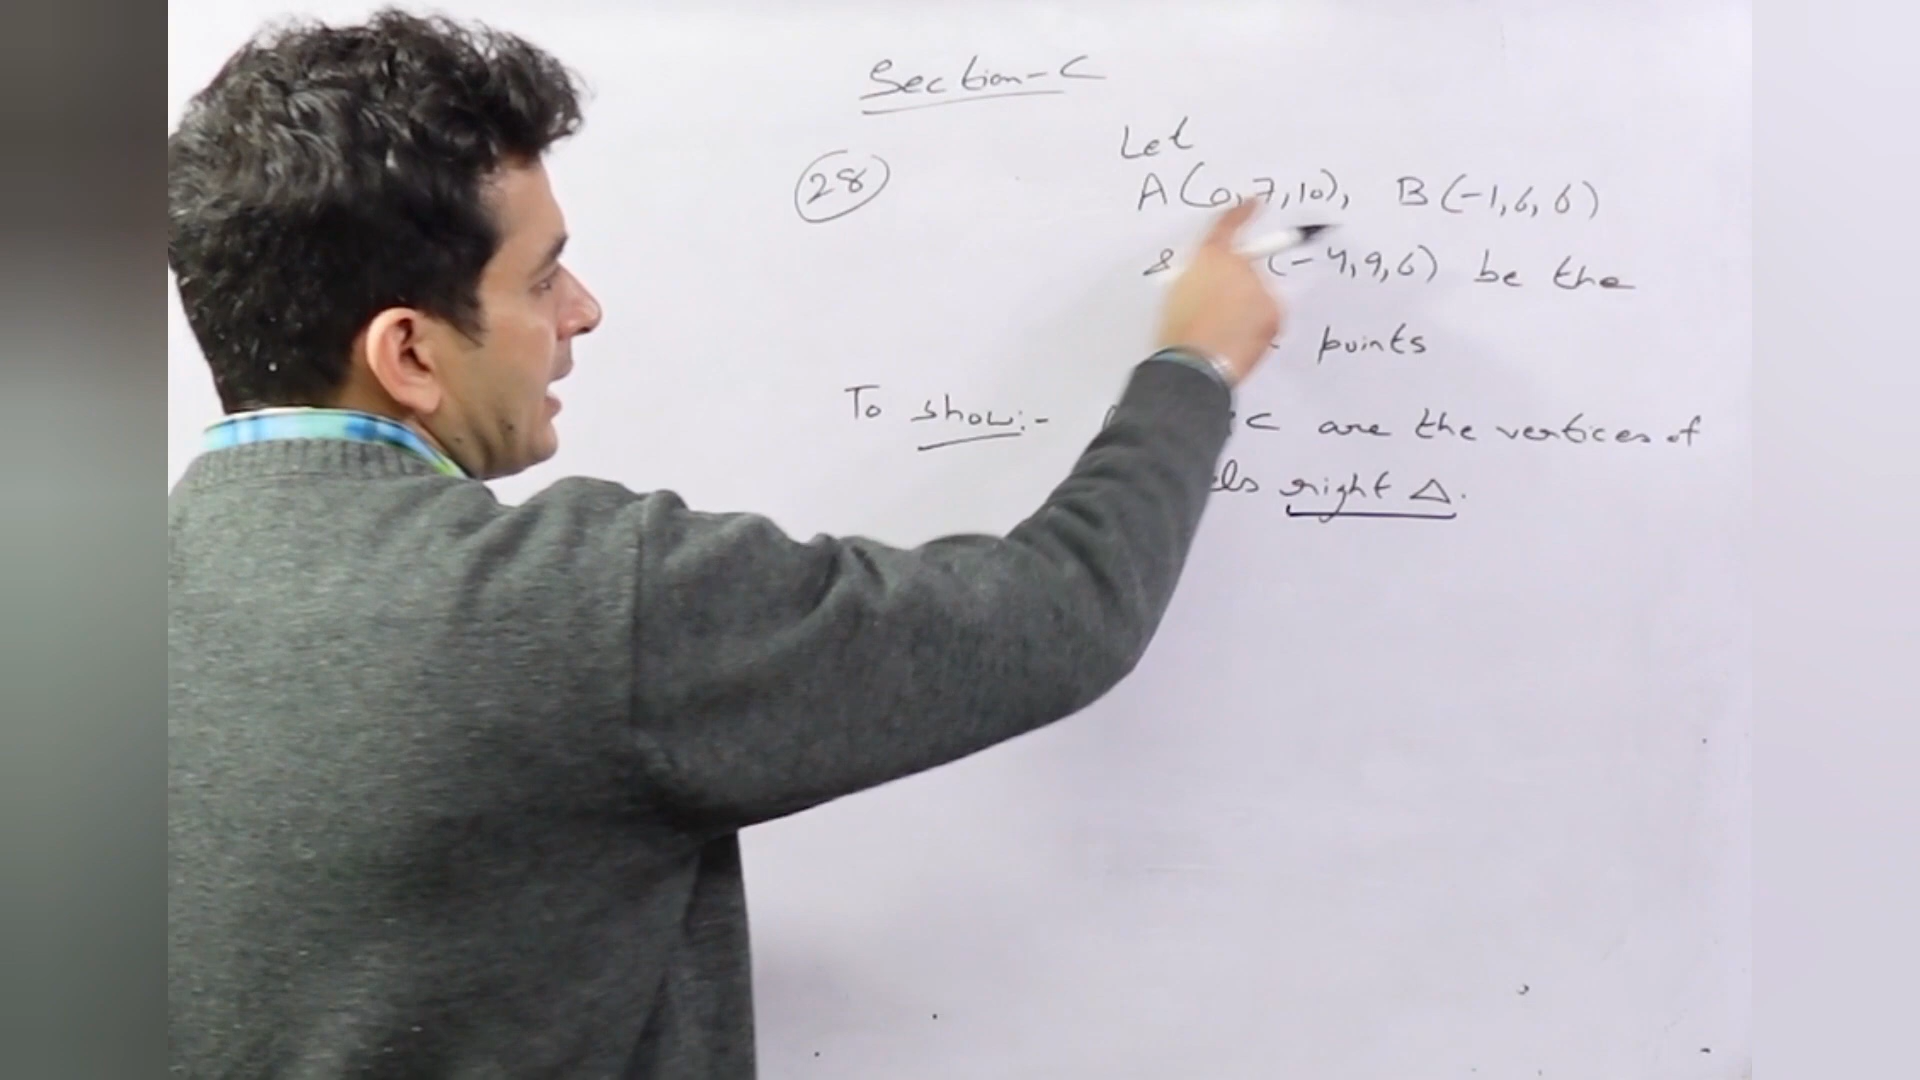 Section-C
28
Let
A(0,7,10), B(-1,6,6)
& (-4,9,6) be the
points
To show:- C are the vertices of
right △.